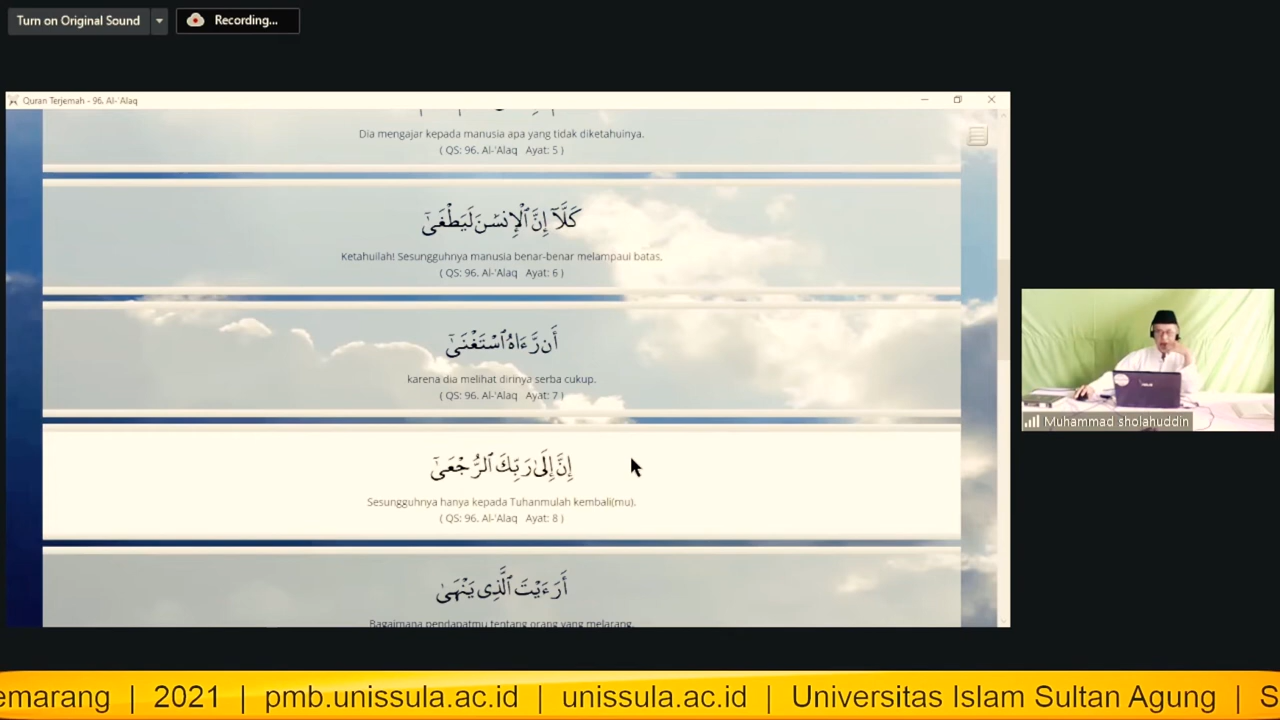 Turn on Original Sound
Recording...
Quran Terjemah - 96. Al-'Alaq
Dia mengajar kepada manusia apa yang tidak diketahuinya.
( QS: 96. Al-'Alaq Ayat: 5 )
كَلَّآ إِنَّ ٱلْإِنسَٰنَ لَيَطْغَىٰٓ
Ketahuilah! Sesungguhnya manusia benar-benar melampaui batas,
( QS: 96. Al-'Alaq Ayat: 6 )
أَن رَّءَاهُ ٱسْتَغْنَىٰٓ
karena dia melihat dirinya serba cukup.
( QS: 96. Al-'Alaq Ayat: 7 )
إِنَّ إِلَىٰ رَبِّكَ ٱلرُّجْعَىٰٓ
Sesungguhnya hanya kepada Tuhanmulah kembali(mu).
( QS: 96. Al-'Alaq Ayat: 8 )
أَرَءَيْتَ ٱلَّذِى يَنْهَىٰ
Bagaimana pendapatmu tentang orang yang melarang,
Muhammad sholahuddin
emarang | 2021 | pmb.unissula.ac.id | unissula.ac.id | Universitas Islam Sultan Agung | S